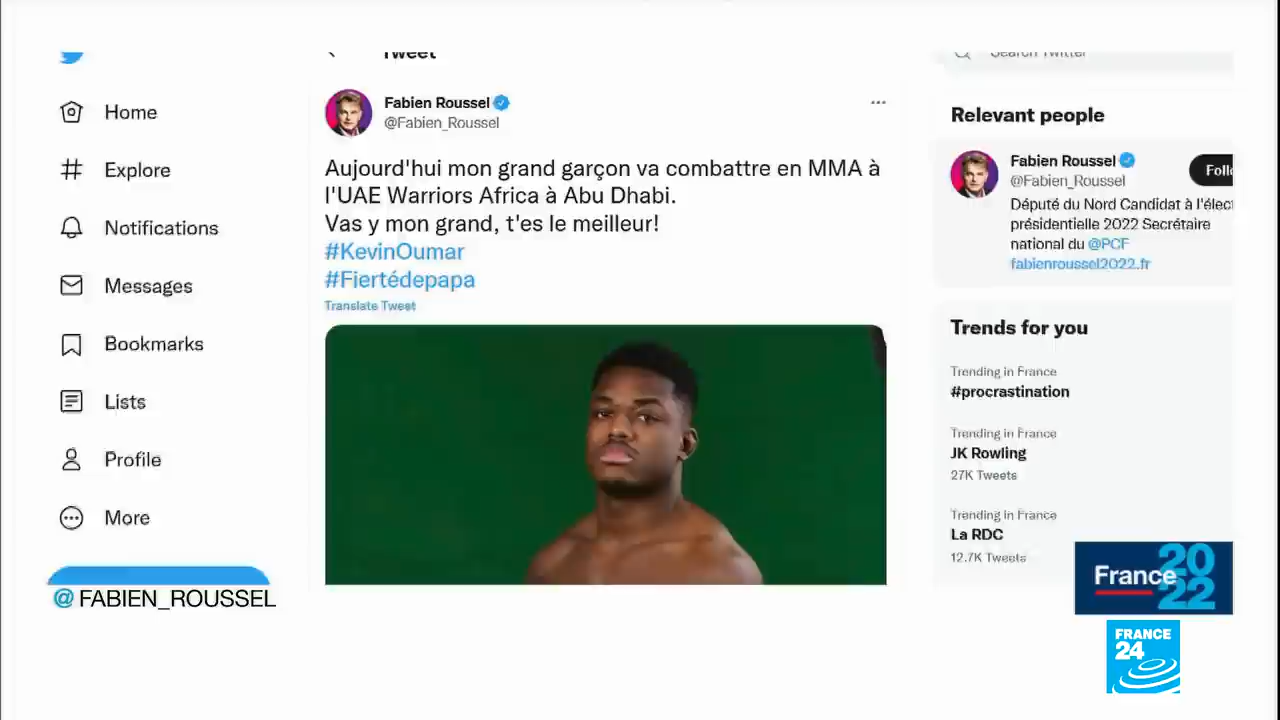 Tweet
Search Twitter
Home
Explore
Notifications
Messages
Bookmarks
Lists
Profile
More
@ FABIEN_ROUSSEL
Fabien Roussel
@Fabien_Roussel
Aujourd'hui mon grand garçon va combattre en MMA à
l'UAE Warriors Africa à Abu Dhabi.
Vas y mon grand, t'es le meilleur!
#KevinOumar
#Fiertédepapa
Translate Tweet
Relevant people
Fabien Roussel
@Fabien_Roussel
Député du Nord Candidat à l'élec
présidentielle 2022 Secrétaire
national du @PCF
fabienroussel2022.fr
Trends for you
Trending in France
#procrastination
Trending in France
JK Rowling
27K Tweets
Trending in France
La RDC
12.7K Tweets
France 2022
FRANCE
24